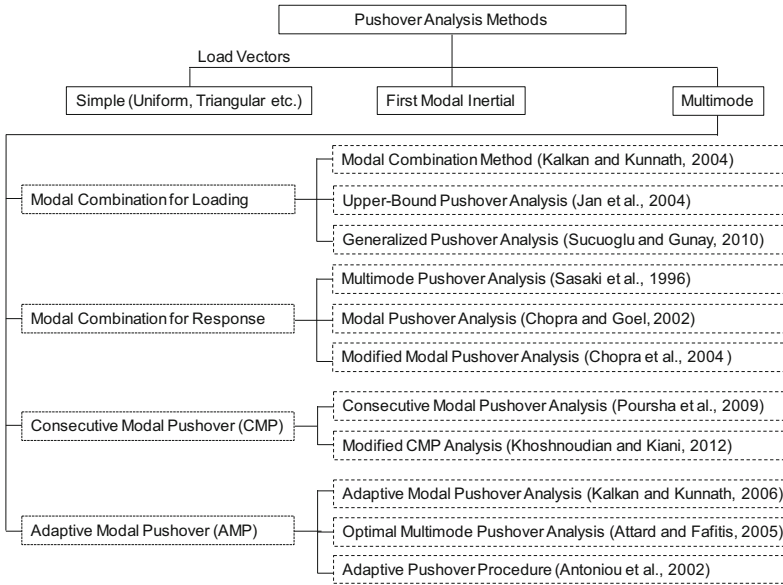 Pushover Analysis Methods
Load Vectors
Simple (Uniform, Triangular etc.)
First Modal Inertial
Multimode
Modal Combination for Loading
Modal Combination Method (Kalkan and Kunnath, 2004)
Upper-Bound Pushover Analysis (Jan et al., 2004)
Generalized Pushover Analysis (Sucuoglu and Gunay, 2010)
Modal Combination for Response
Multimode Pushover Analysis (Sasaki et al., 1996)
Modal Pushover Analysis (Chopra and Goel, 2002)
Modified Modal Pushover Analysis (Chopra et al., 2004 )
Consecutive Modal Pushover (CMP)
Consecutive Modal Pushover Analysis (Poursha et al., 2009)
Modified CMP Analysis (Khoshnoudian and Kiani, 2012)
Adaptive Modal Pushover (AMP)
Adaptive Modal Pushover Analysis (Kalkan and Kunnath, 2006)
Optimal Multimode Pushover Analysis (Attard and Fafitis, 2005)
Adaptive Pushover Procedure (Antoniou et al., 2002)